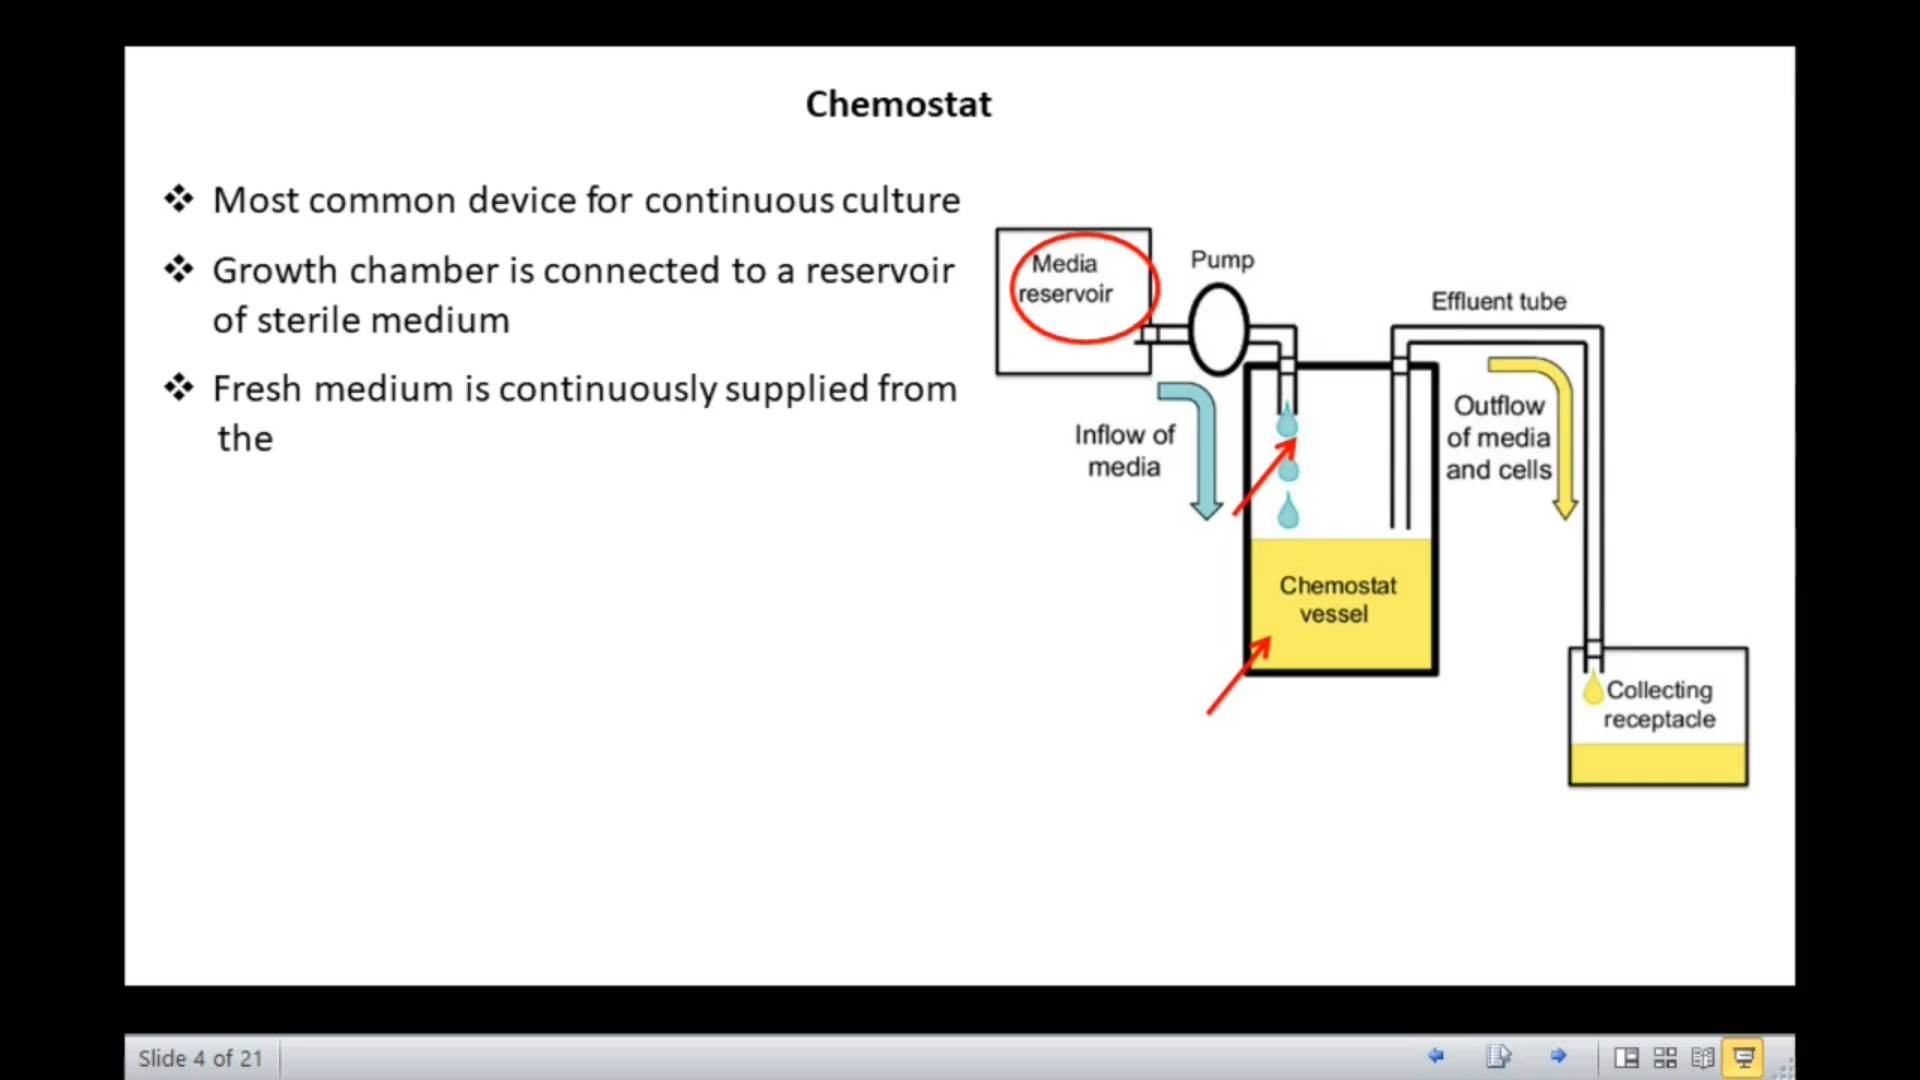 Chemostat
❖ Most common device for continuous culture
❖ Growth chamber is connected to a reservoir
of sterile medium
❖ Fresh medium is continuously supplied from
the
Media
reservoir
Pump
Effluent tube
Inflow of
media
Outflow
of media
and cells
Chemostat
vessel
Collecting
receptacle
Slide 4 of 21